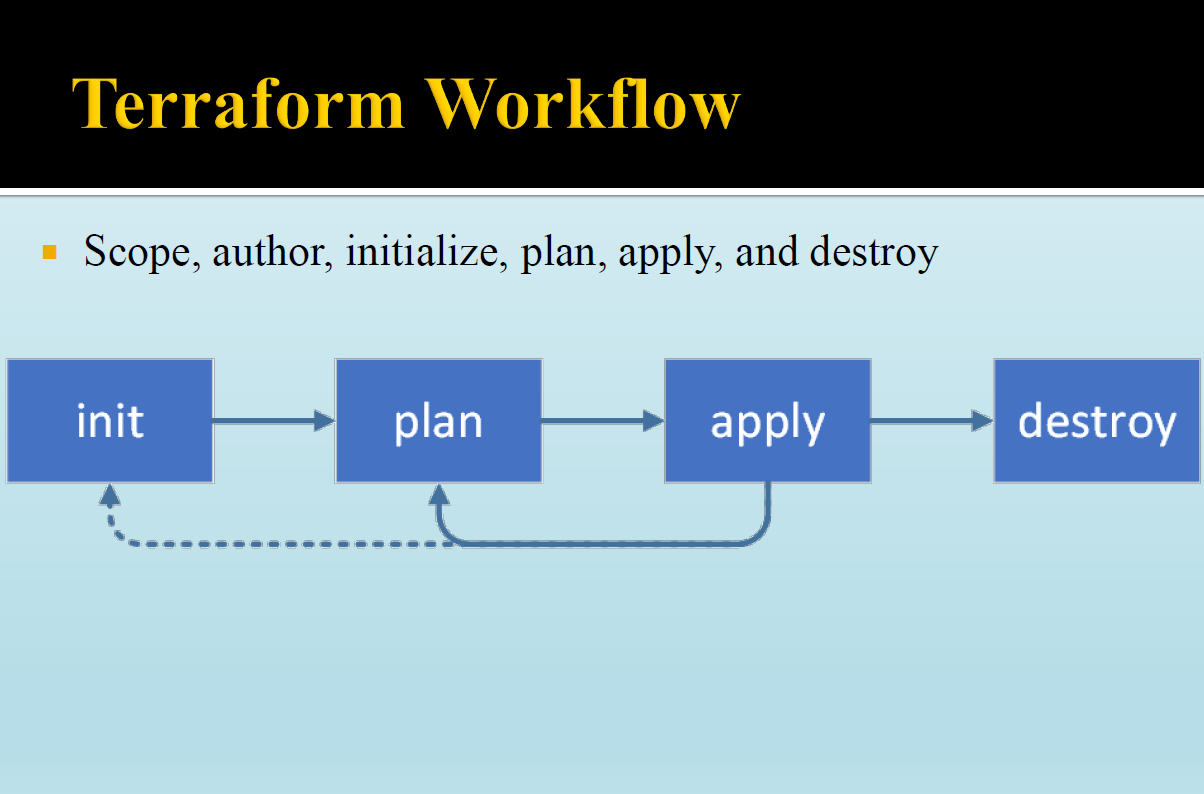 Terraform Workflow
Scope, author, initialize, plan, apply, and destroy
init
plan
apply
destroy